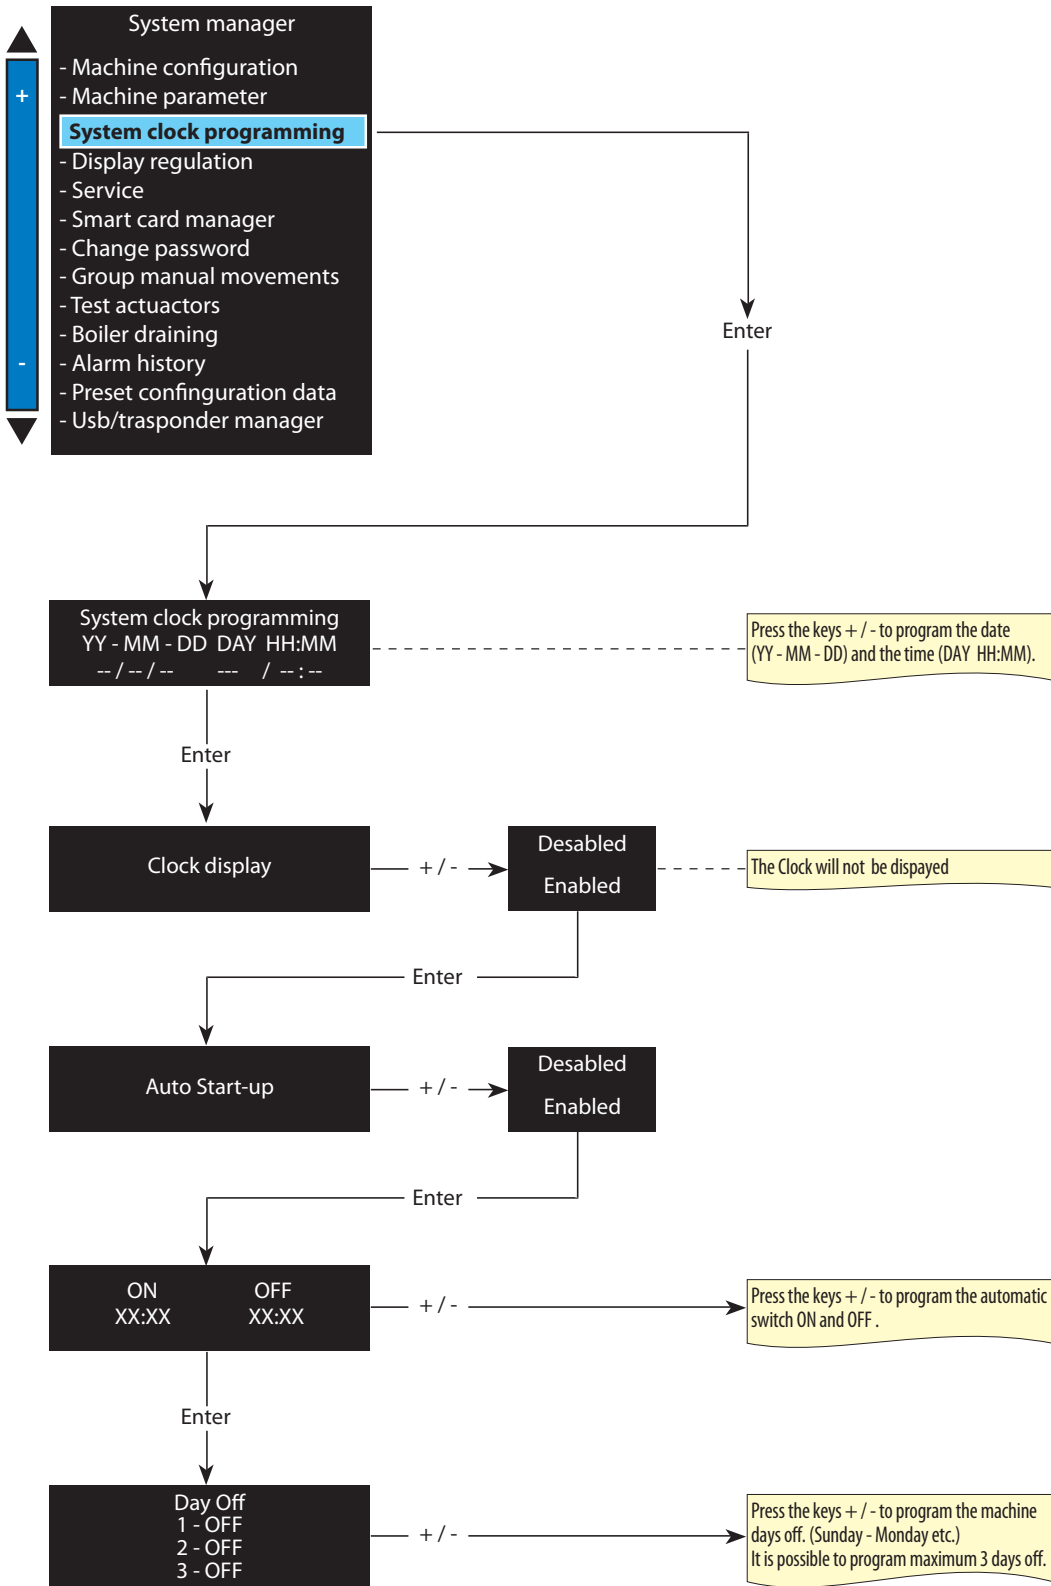 System manager
- Machine configuration
- Machine parameter
System clock programming
- Display regulation
- Service
- Smart card manager
- Change password
- Group manual movements
- Test actuactors
- Boiler draining
- Alarm history
- Preset confinguration data
- Usb/trasponder manager
+
-
Enter
System clock programming
YY - MM - DD DAY HH:MM
-- / -- / -- --- / -- : --
Press the keys + / - to program the date
(YY - MM - DD) and the time (DAY HH:MM).
Enter
Clock display
+ / -
Desabled
Enabled
The Clock will not be dispayed
Enter
Auto Start-up
+ / -
Desabled
Enabled
Enter
ON OFF
XX:XX XX:XX
+ / -
Press the keys + / - to program the automatic
switch ON and OFF .
Enter
Day Off
1 - OFF
2 - OFF
3 - OFF
+ / -
Press the keys + / - to program the machine
days off. (Sunday - Monday etc.)
It is possible to program maximum 3 days off.